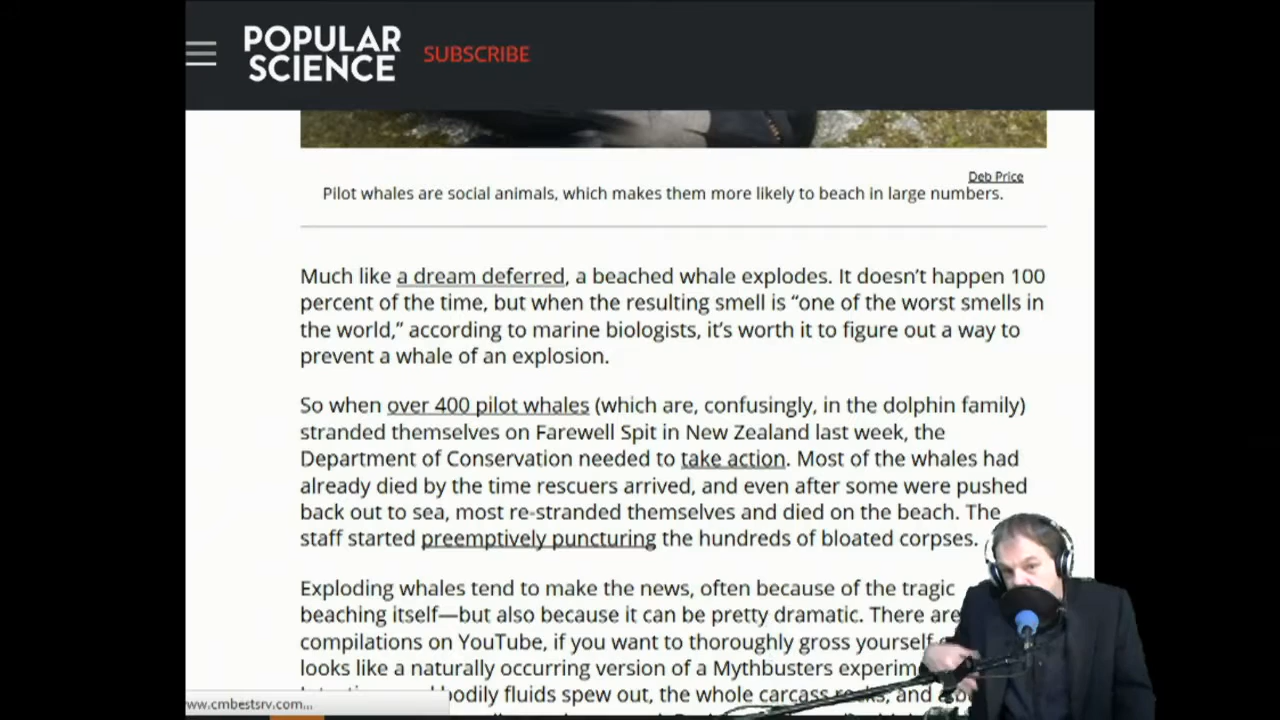 POPULAR
SCIENCE
SUBSCRIBE
Deb Price
Pilot whales are social animals, which makes them more likely to beach in large numbers.
Much like a dream deferred, a beached whale explodes. It doesn’t happen 100
percent of the time, but when the resulting smell is “one of the worst smells in
the world,” according to marine biologists, it’s worth it to figure out a way to
prevent a whale of an explosion.
So when over 400 pilot whales (which are, confusingly, in the dolphin family)
stranded themselves on Farewell Spit in New Zealand last week, the
Department of Conservation needed to take action. Most of the whales had
already died by the time rescuers arrived, and even after some were pushed
back out to sea, most re-stranded themselves and died on the beach. The
staff started preemptively puncturing the hundreds of bloated corpses.
Exploding whales tend to make the news, often because of the tragic
beaching itself—but also because it can be pretty dramatic. There are
compilations on YouTube, if you want to thoroughly gross yourself
looks like a naturally occurring version of a Mythbusters
bodily fluids spew out, the whole carcass rocks, and
www.cmbestsrv.com...